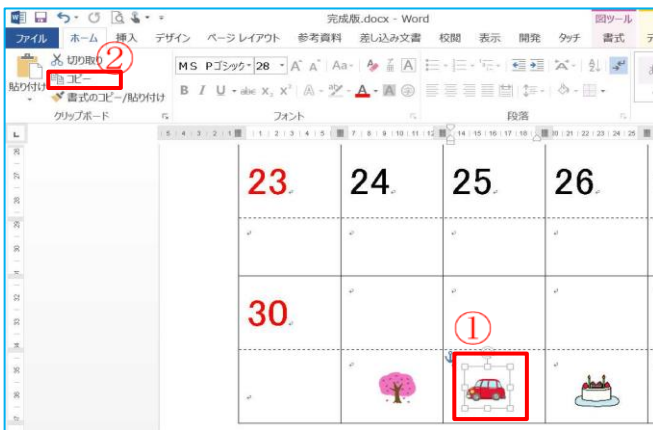 完成版.docx - Word
図ツール
ファイル ホーム 挿入 デザイン ページ レイアウト 参考資料 差し込み文書 校閲 表示 開発 タッチ 書式
切り取り
②
コピー
貼り付け
書式のコピー/貼り付け
MS Pゴシック 28
B I U abc
クリップボード フォント 段落
23 24 25 26
30
①